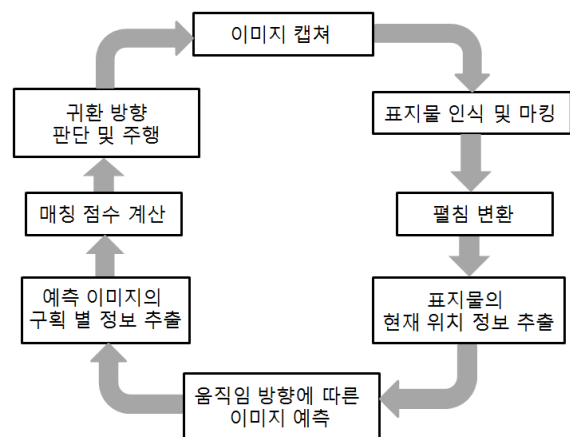 이미지 캡쳐
표지물 인식 및 마킹
펼침 변환
표지물의
현재 위치 정보 추출
움직임 방향에 따른
이미지 예측
예측 이미지의
구획 별 정보 추출
매칭 점수 계산
귀환 방향
판단 및 주행